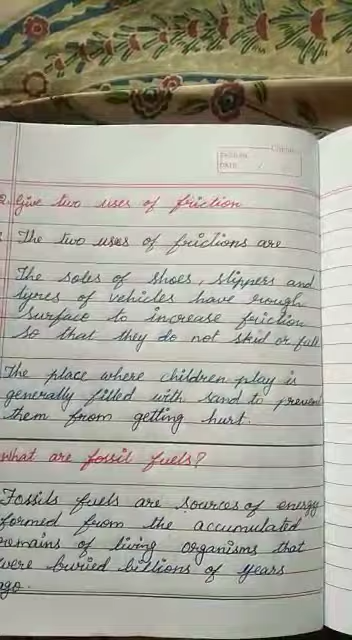 2. Give two uses of friction
The two uses of frictions are
The soles of shoes, slippers and
tyres of vehicles have rough
surface to increase friction
so that they do not skid or fall
The place where children play is
generally filled with sand to prevent
them from getting hurt.
What are fossil fuels?
Fossils fuels are sources of energy
formed from the accumulated
remains of living organisms that
were buried billions of years
ago.